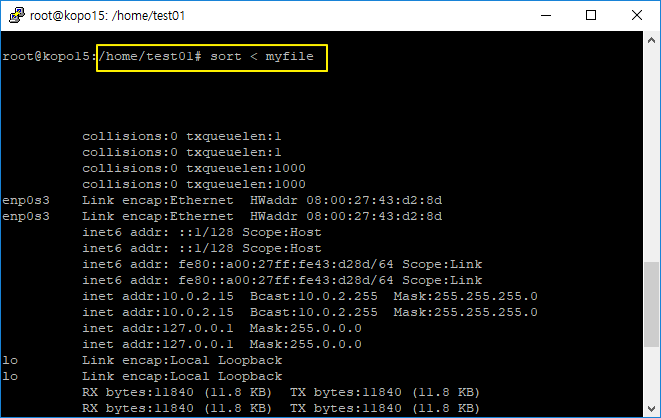 root@kopo15: /home/test01
root@kopo15:/home/test01# sort < myfile
collisions:0 txqueuelen:1
collisions:0 txqueuelen:1
collisions:0 txqueuelen:1000
collisions:0 txqueuelen:1000
enp0s3    Link encap:Ethernet  HWaddr 08:00:27:43:d2:8d
enp0s3    Link encap:Ethernet  HWaddr 08:00:27:43:d2:8d
inet6 addr: ::1/128 Scope:Host
inet6 addr: ::1/128 Scope:Host
inet6 addr: fe80::a00:27ff:fe43:d28d/64 Scope:Link
inet6 addr: fe80::a00:27ff:fe43:d28d/64 Scope:Link
inet addr:10.0.2.15  Bcast:10.0.2.255  Mask:255.255.255.0
inet addr:10.0.2.15  Bcast:10.0.2.255  Mask:255.255.255.0
inet addr:127.0.0.1  Mask:255.0.0.0
inet addr:127.0.0.1  Mask:255.0.0.0
lo        Link encap:Local Loopback
lo        Link encap:Local Loopback
RX bytes:11840 (11.8 KB)  TX bytes:11840 (11.8 KB)
RX bytes:11840 (11.8 KB)  TX bytes:11840 (11.8 KB)